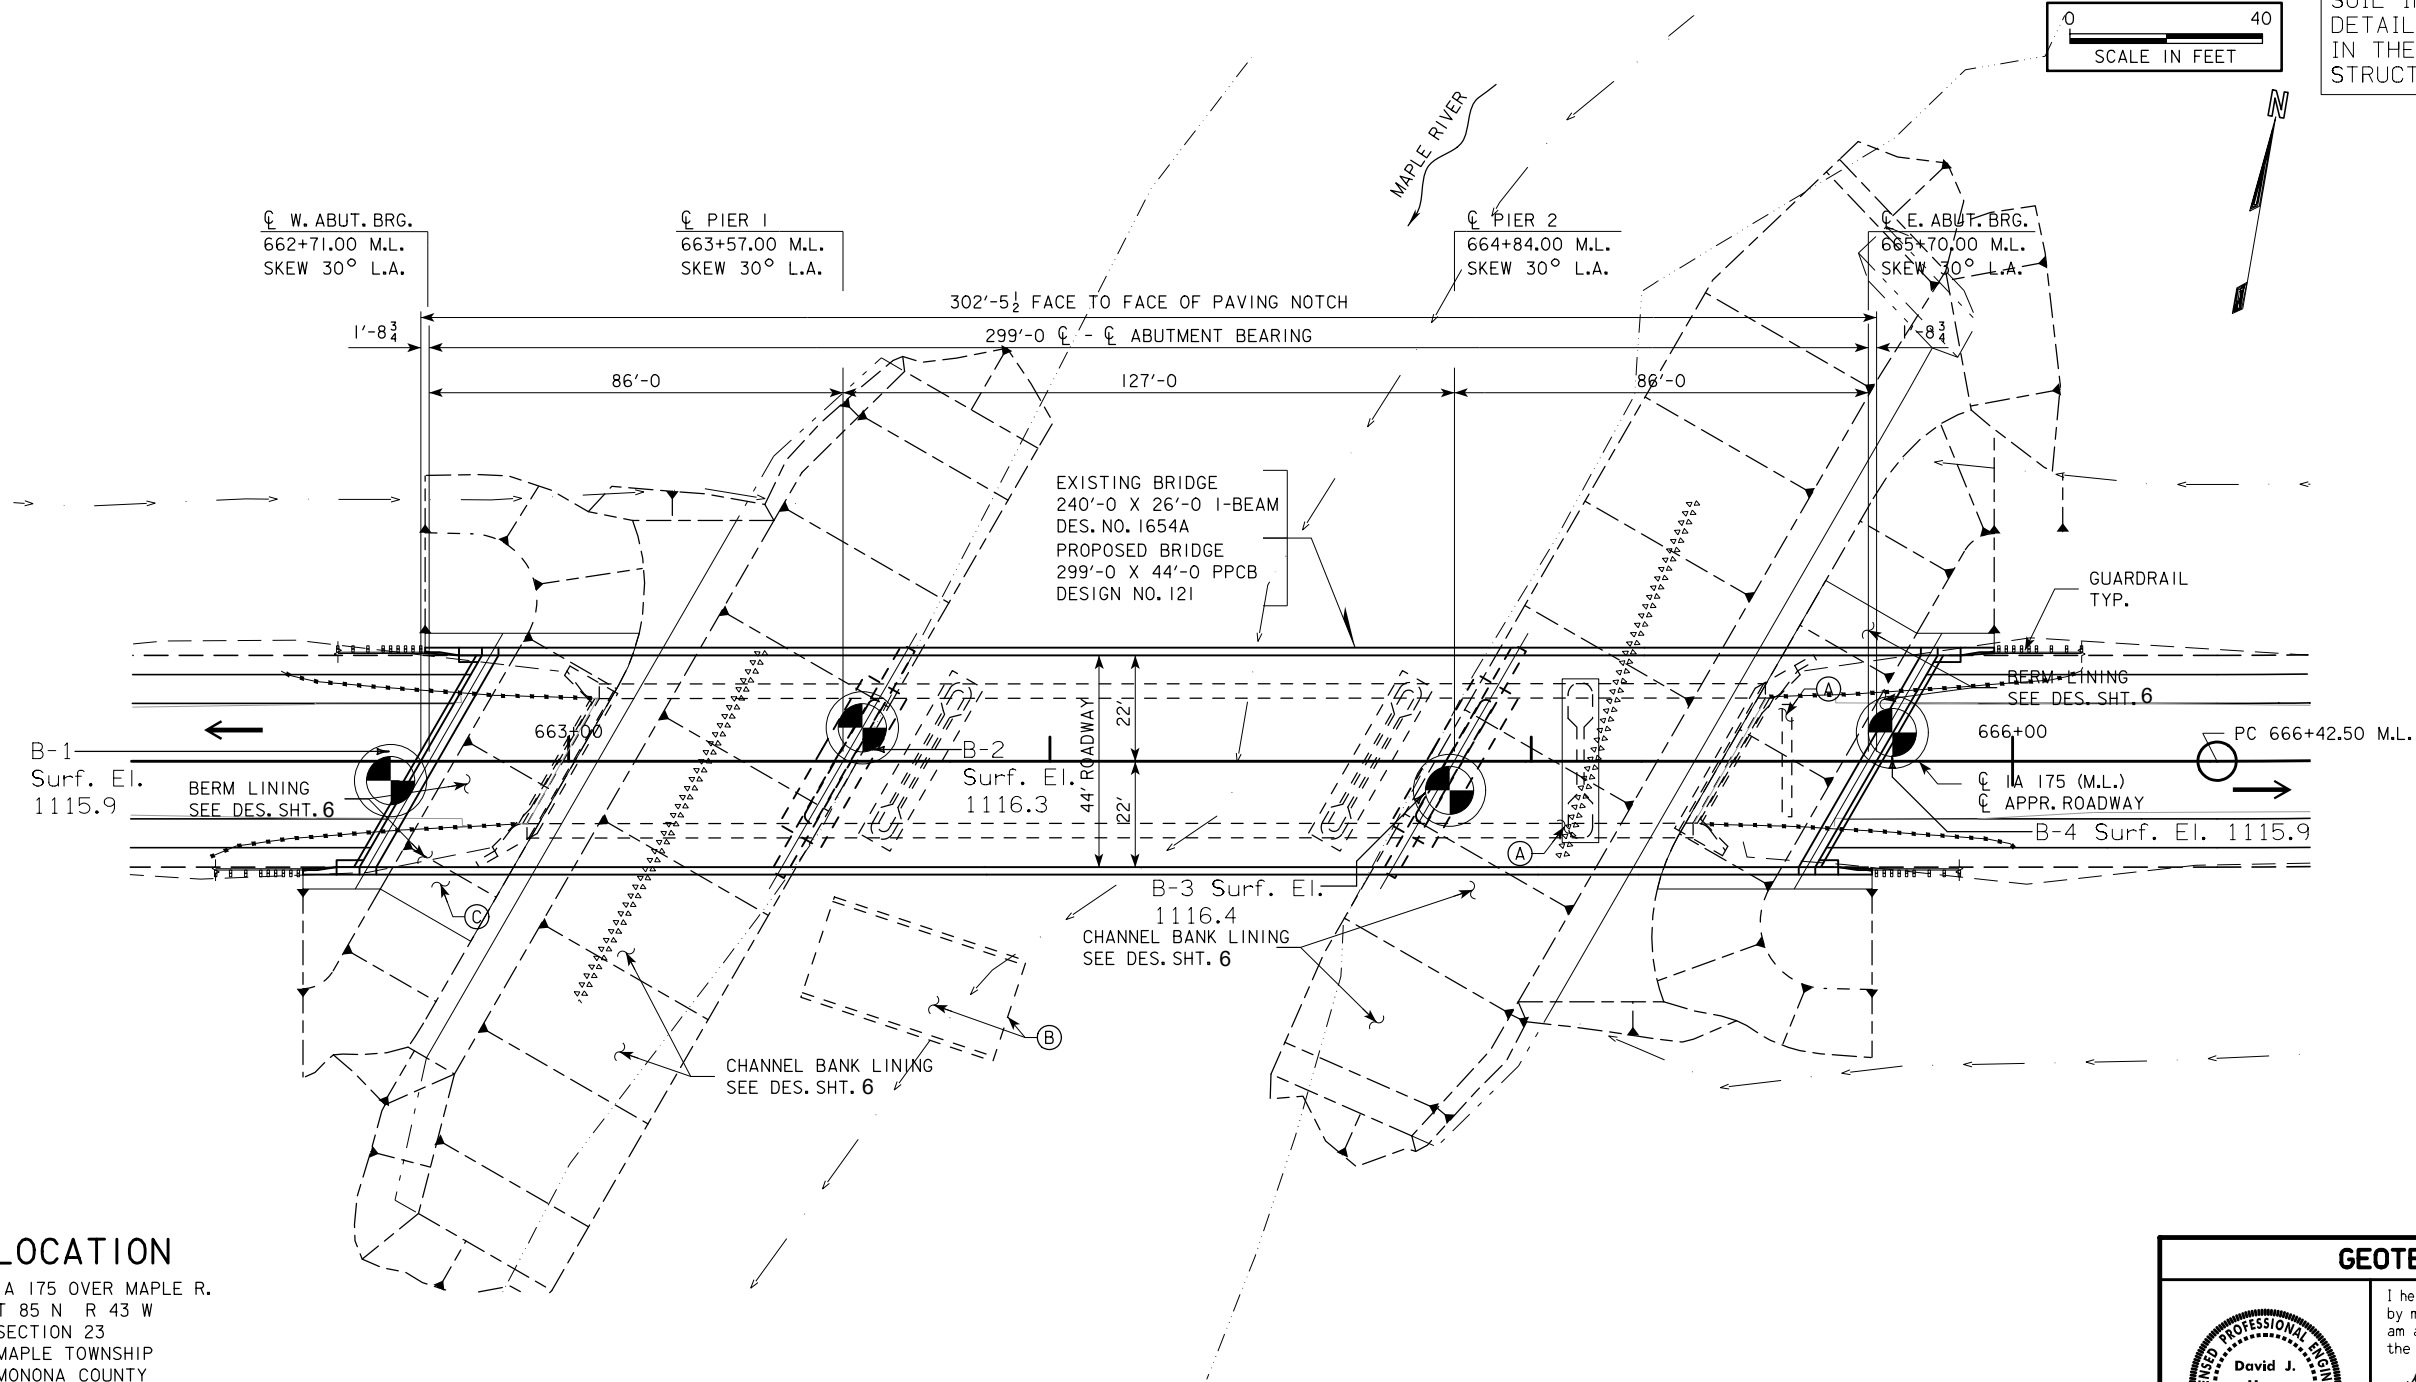 0 40
SCALE IN FEET
DETAIL
IN THE
STRUCT
N
MAPLE RIVER
℄ W. ABUT. BRG.
662+71.00 M.L.
SKEW 30° L.A.
℄ PIER 1
663+57.00 M.L.
SKEW 30° L.A.
℄ PIER 2
664+84.00 M.L.
SKEW 30° L.A.
℄ E. ABUT. BRG.
665+70.00 M.L.
SKEW 30° L.A.
302'-5½ FACE TO FACE OF PAVING NOTCH
1'-8¾
299'-0 ℄ - ℄ ABUTMENT BEARING
1'-8¾
86'-0
127'-0
86'-0
EXISTING BRIDGE
240'-0 X 26'-0 I-BEAM
DES. NO. 1654A
PROPOSED BRIDGE
299'-0 X 44'-0 PPCB
DESIGN NO. 121
GUARDRAIL
TYP.
BERM LINING
SEE DES. SHT. 6
A
663+00
666+00
PC 666+42.50 M.L.
B-1
Surf. El.
1115.9
BERM LINING
SEE DES. SHT. 6
B-2
Surf. El.
1116.3
44' ROADWAY
22'
22'
℄ IA 175 (M.L.)
℄ APPR. ROADWAY
B-4 Surf. El. 1115.9
A
B-3 Surf. El.
1116.4
CHANNEL BANK LINING
SEE DES. SHT. 6
C
B
CHANNEL BANK LINING
SEE DES. SHT. 6
LOCATION
IA 175 OVER MAPLE R.
T 85 N R 43 W
SECTION 23
MAPLE TOWNSHIP
MONONA COUNTY
GEOTE
I he
by m
am a
the
PROFESSIONAL
David J.